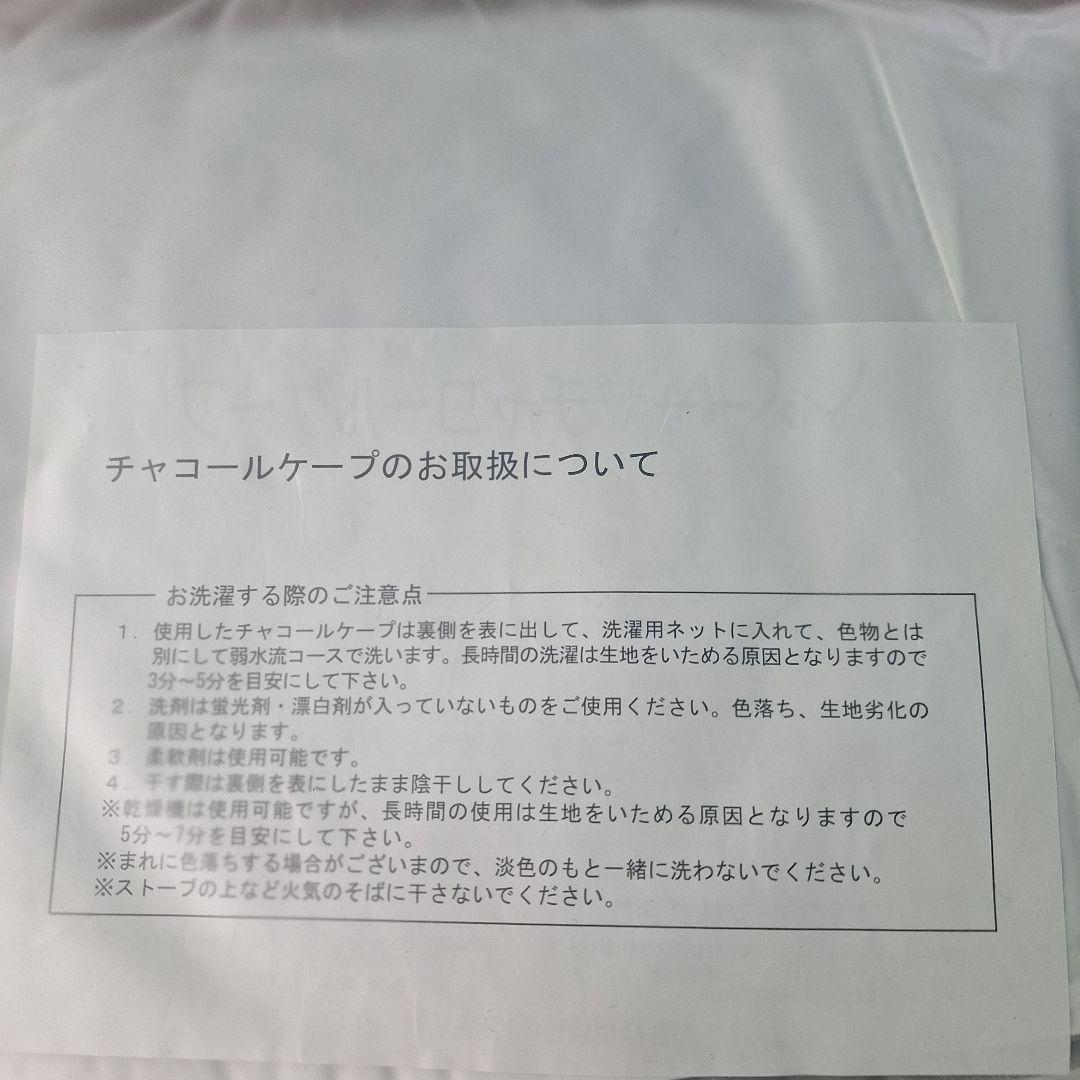 チャコールケープのお取扱について
お洗濯する際のご注意点
1. 使用したチャコールケープは裏側を表に出して、洗濯用ネットに入れて、色物とは
別にして弱水流コースで洗います。長時間の洗濯は生地をいためる原因となりますので
3分～5分を目安にして下さい。
2. 洗剤は蛍光剤・漂白剤が入っていないものをご使用ください。色落ち、生地劣化の
原因となります。
3. 柔軟剤は使用可能です。
4. 干す際は裏側を表にしたまま陰干ししてください。
※乾燥機は使用可能ですが、長時間の使用は生地をいためる原因となりますので
5分～7分を目安にして下さい。
※まれに色落ちする場合がございまので、淡色のもと一緒に洗わないでください。
※ストーブの上など火気のそばに干さないでください。